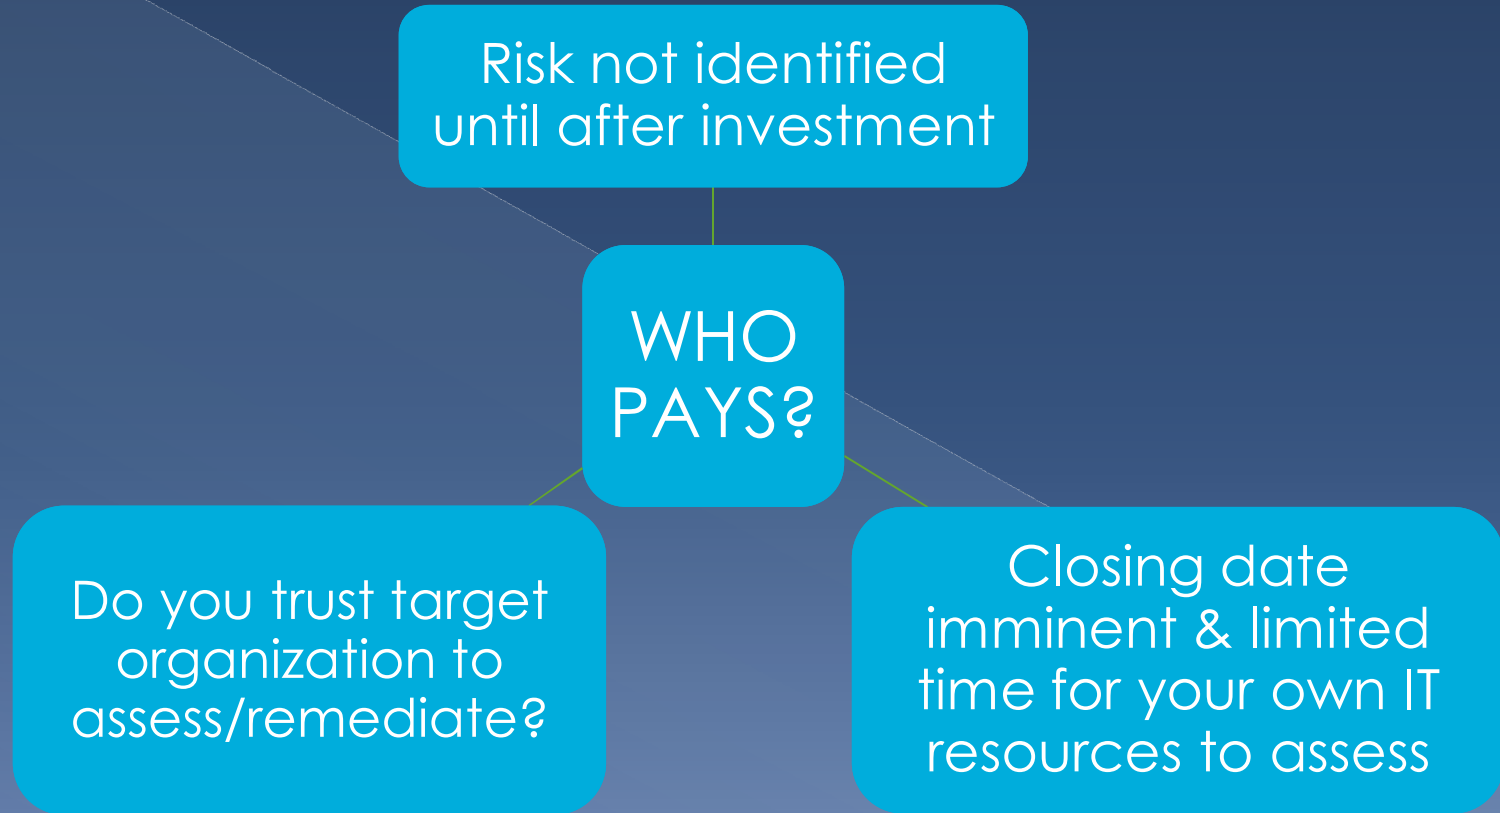 Risk not identified
until after investment
WHO
PAYS?
Do you trust target
organization to
assess/remediate?
Closing date
imminent & limited
time for your own IT
resources to assess